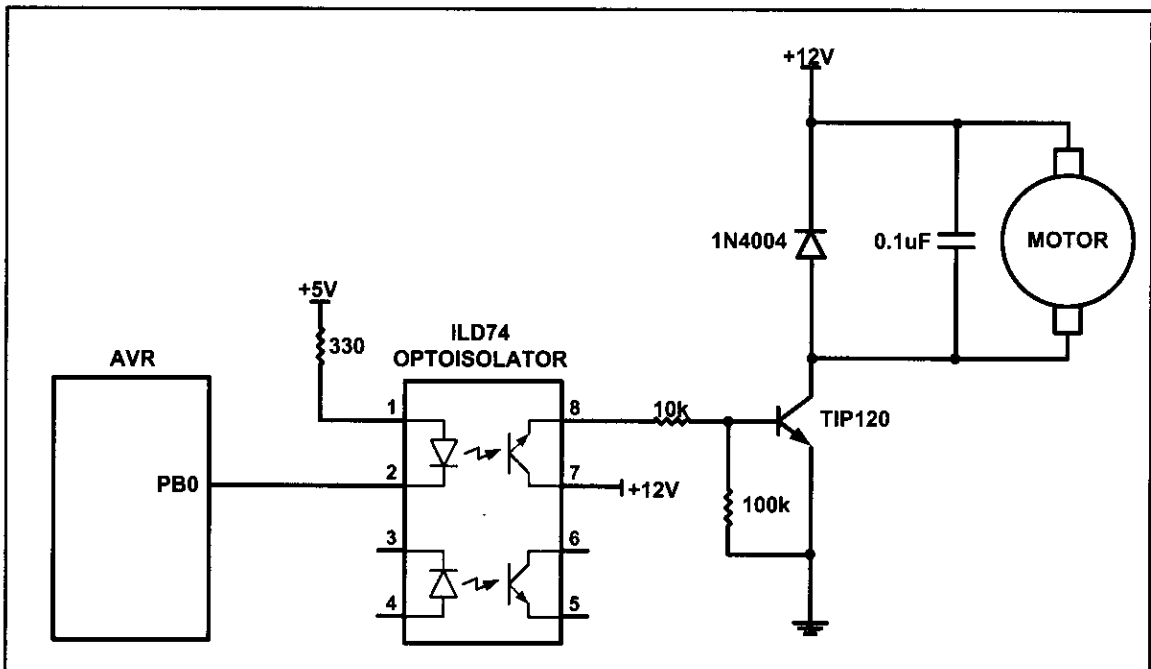 +12V
1N4004
0.1uF
MOTOR
+5V
330
ILD74
OPTOISOLATOR
AVR
1
8
10k
TIP120
PB0
2
7
+12V
100k
3
6
4
5